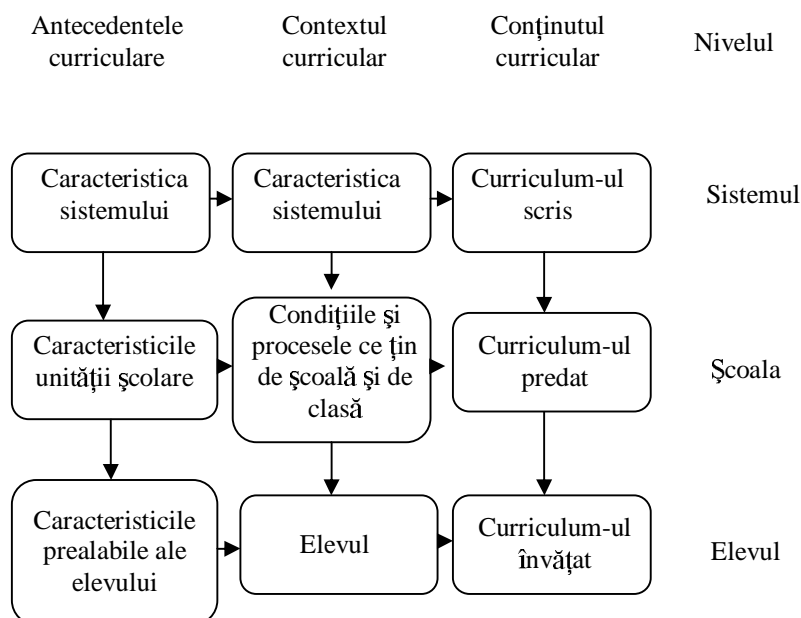 Antecedentele
curriculare
Contextul
curricular
Conţinutul
curricular
Nivelul
Caracteristica
sistemului
Caracteristica
sistemului
Curriculum-ul
scris
Sistemul
Caracteristicile
unităţii şcolare
Condiţiile şi
procesele ce ţin
de şcoală şi de
clasă
Curriculum-ul
predat
Şcoala
Caracteristicile
prealabile ale
elevului
Elevul
Curriculum-ul
învăţat
Elevul